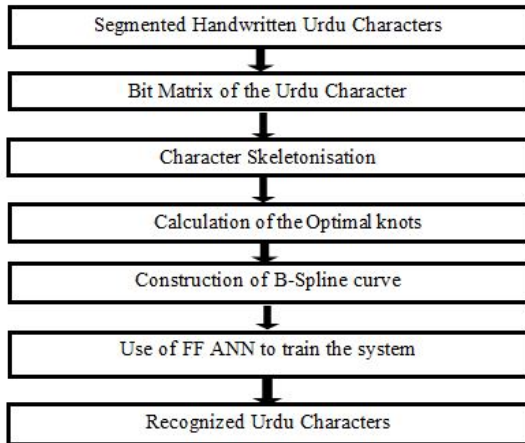 Segmented Handwritten Urdu Characters
Bit Matrix of the Urdu Character
Character Skeletonisation
Calculation of the Optimal knots
Construction of B-Spline curve
Use of FF ANN to train the system
Recognized Urdu Characters